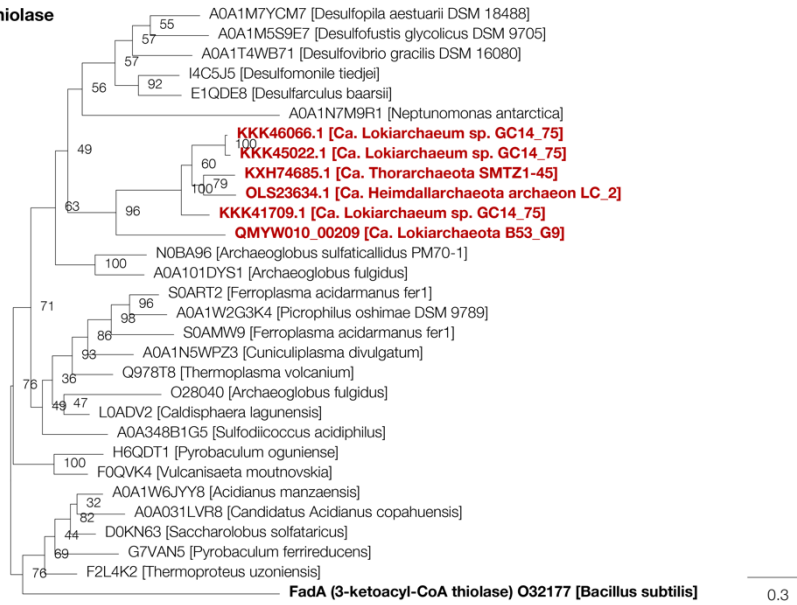 hiolase
A0A1M7YCM7 [Desulfopila aestuarii DSM 18488]
55
A0A1M5S9E7 [Desulfofustis glycolicus DSM 9705]
57
A0A1T4WB71 [Desulfovibrio gracilis DSM 16080]
57
I4C5J5 [Desulfomonile tiedjei]
92
56
E1QDE8 [Desulfarculus baarsii]
A0A1N7M9R1 [Neptunomonas antarctica]
KKK46066.1 [Ca. Lokiarchaeum sp. GC14_75]
100
49
KKK45022.1 [Ca. Lokiarchaeum sp. GC14_75]
60
KXH74685.1 [Ca. Thorarchaeota SMTZ1-45]
100
79
OLS23634.1 [Ca. Heimdallarchaeota archaeon LC_2]
63
96
KKK41709.1 [Ca. Lokiarchaeum sp. GC14_75]
QMYW010_00209 [Ca. Lokiarchaeota B53_G9]
N0BA96 [Archaeoglobus sulfaticallidus PM70-1]
100
A0A101DYS1 [Archaeoglobus fulgidus]
S0ART2 [Ferroplasma acidarmanus fer1]
96
71
A0A1W2G3K4 [Picrophilus oshimae DSM 9789]
98
S0AMW9 [Ferroplasma acidarmanus fer1]
86
A0A1N5WPZ3 [Cuniculiplasma divulgatum]
93
Q978T8 [Thermoplasma volcanium]
36
76
O28040 [Archaeoglobus fulgidus]
47
49
L0ADV2 [Caldisphaera lagunensis]
A0A348B1G5 [Sulfodiicoccus acidiphilus]
H6QDT1 [Pyrobaculum oguniense]
100
F0QVK4 [Vulcanisaeta moutnovskia]
A0A1W6JYY8 [Acidianus manzaensis]
32
A0A031LVR8 [Candidatus Acidianus copahuensis]
82
D0KN63 [Saccharolobus solfataricus]
44
G7VAN5 [Pyrobaculum ferrireducens]
69
F2L4K2 [Thermoproteus uzoniensis]
76
FadA (3-ketoacyl-CoA thiolase) O32177 [Bacillus subtilis]
0.3